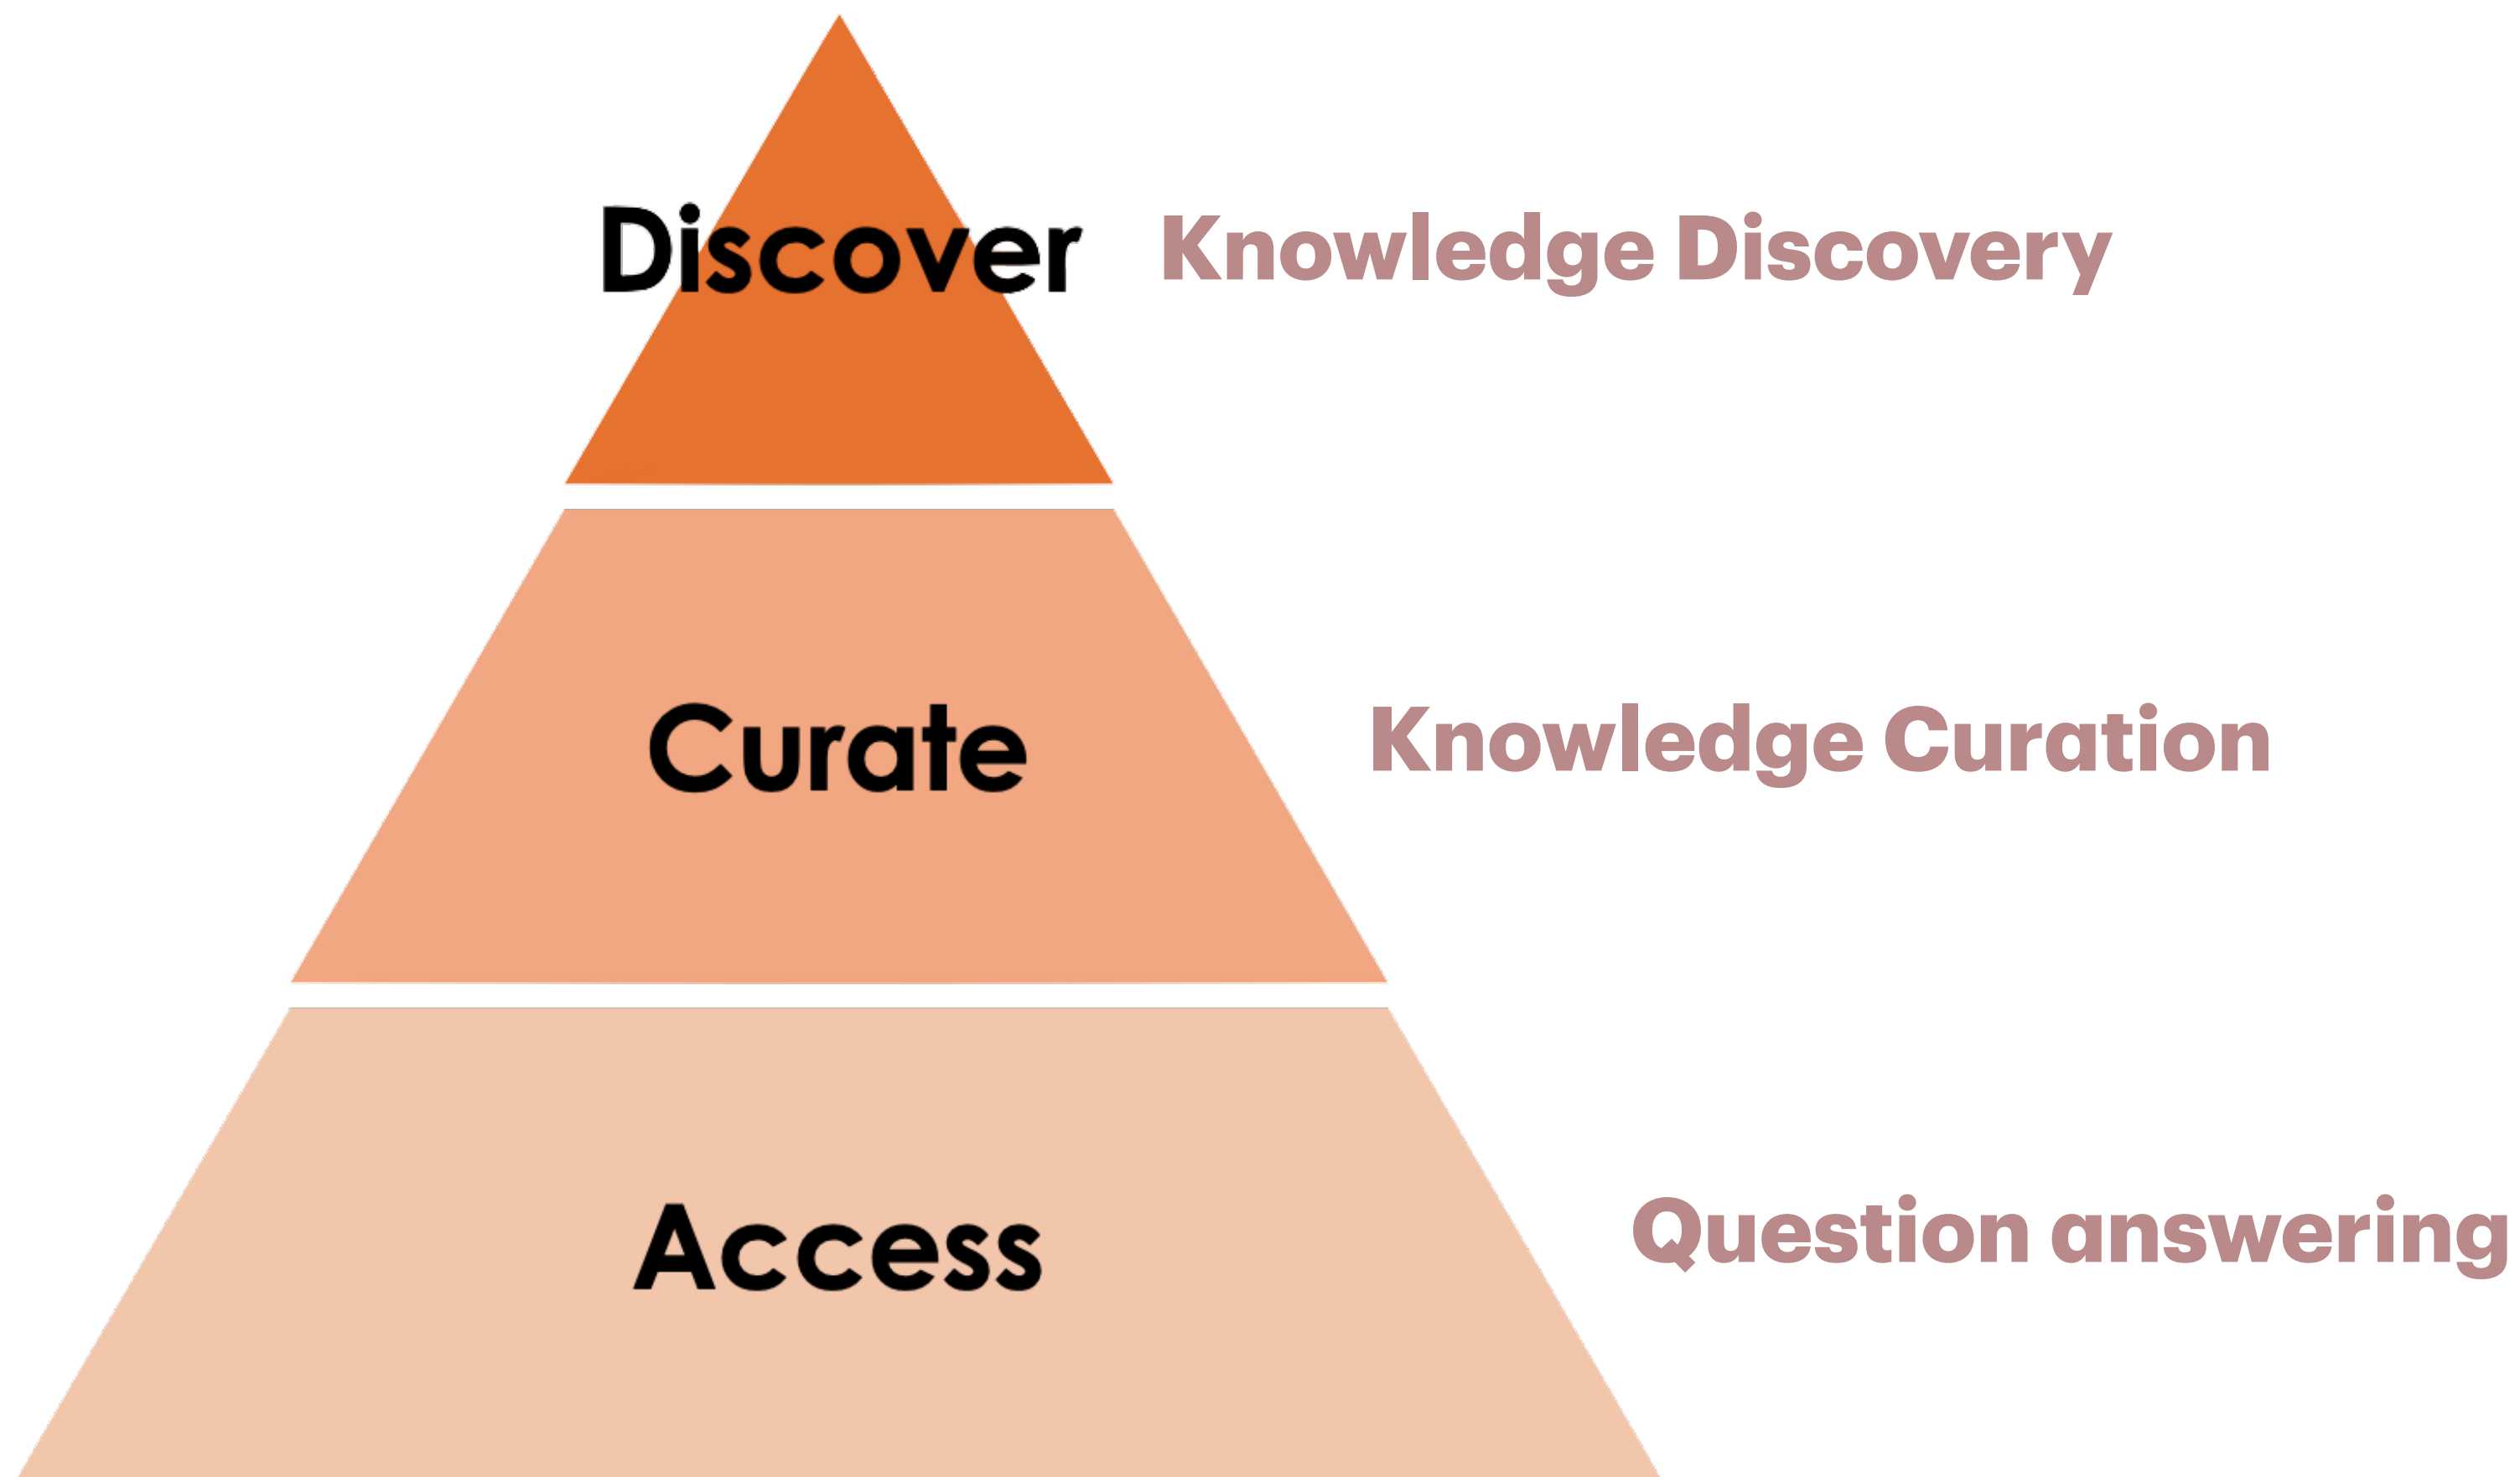 Discover Knowledge Discovery
Curate Knowledge Curation
Access Question answering